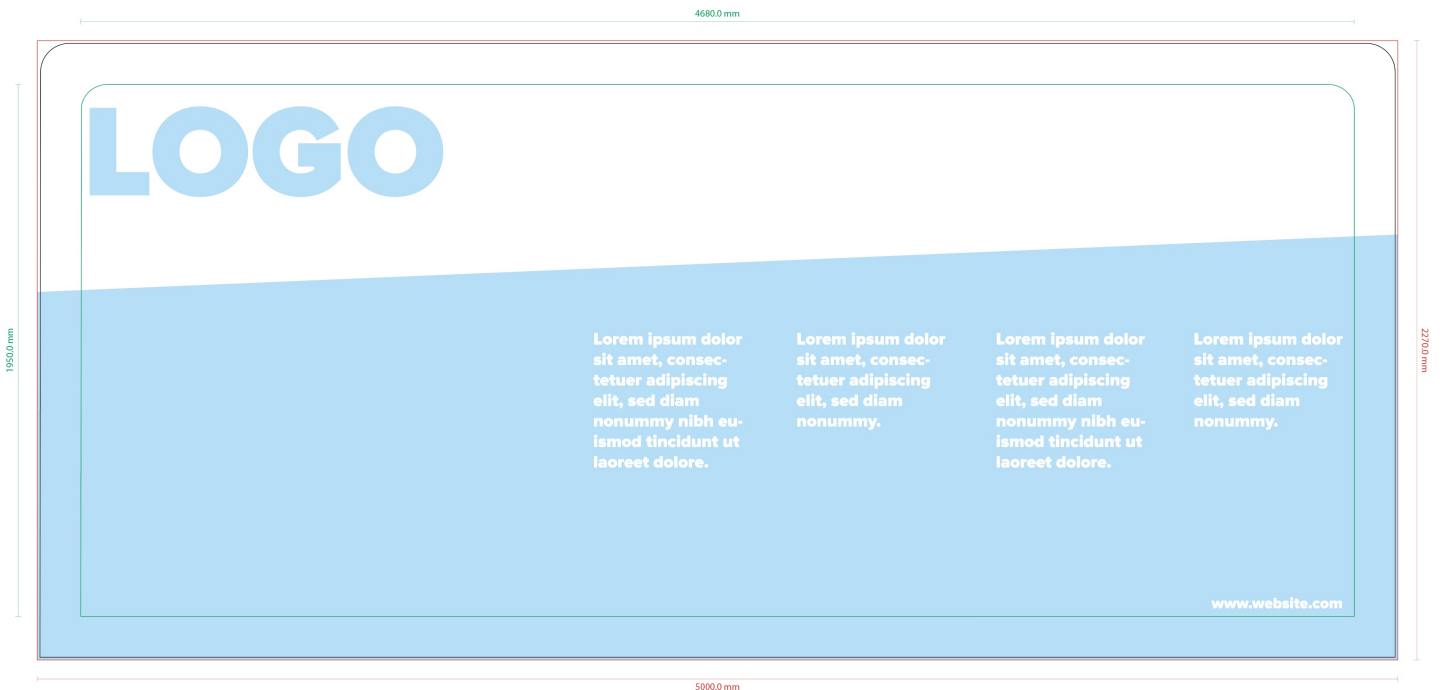 4680.0 mm
LOGO
1950.0 mm
2270.0 mm
Lorem ipsum dolor
sit amet, consec-
tetuer adipiscing
elit, sed diam
nonummy nibh eu-
ismod tincidunt ut
laoreet dolore.
Lorem ipsum dolor
sit amet, consec-
tetuer adipiscing
elit, sed diam
nonummy.
Lorem ipsum dolor
sit amet, consec-
tetuer adipiscing
elit, sed diam
nonummy nibh eu-
ismod tincidunt ut
laoreet dolore.
Lorem ipsum dolor
sit amet, consec-
tetuer adipiscing
elit, sed diam
nonummy.
www.website.com
5000.0 mm